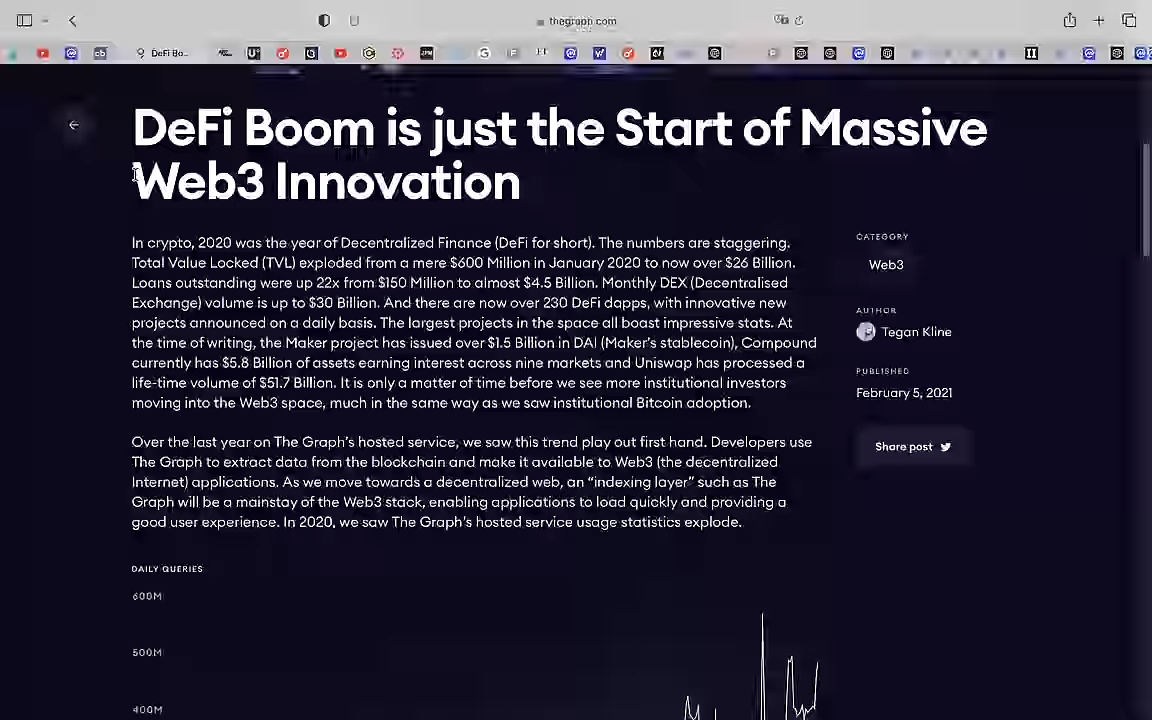 thegrapp.com
DeFi Bo...
DeFi Boom is just the Start of Massive
Web3 Innovation
In crypto, 2020 was the year of Decentralized Finance (DeFi for short). The numbers are staggering.
Total Value Locked (TVL) exploded from a mere $600 Million in January 2020 to now over $26 Billion.
Loans outstanding were up 22x from $150 Million to almost $4.5 Billion. Monthly DEX (Decentralised
Exchange) volume is up to $30 Billion. And there are now over 230 DeFi dapps, with innovative new
projects announced on a daily basis. The largest projects in the space all boast impressive stats. At
the time of writing, the Maker project has issued over $1.5 Billion in DAI (Maker's stablecoin), Compound
currently has $5.8 Billion of assets earning interest across nine markets and Uniswap has processed a
life-time volume of $51.7 Billion. It is only a matter of time before we see more institutional investors
moving into the Web3 space, much in the same way as we saw institutional Bitcoin adoption.
Over the last year on The Graph's hosted service, we saw this trend play out first hand. Developers use
The Graph to extract data from the blockchain and make it available to Web3 (the decentralized
Internet) applications. As we move towards a decentralized web, an “indexing layer” such as The
Graph will be a mainstay of the Web3 stack, enabling applications to load quickly and providing a
good user experience. In 2020, we saw The Graph's hosted service usage statistics explode.
CATEGORY
Web3
AUTHOR
Tegan Kline
PUBLISHED
February 5, 2021
Share post
DAILY QUERIES
600M
500M
400M